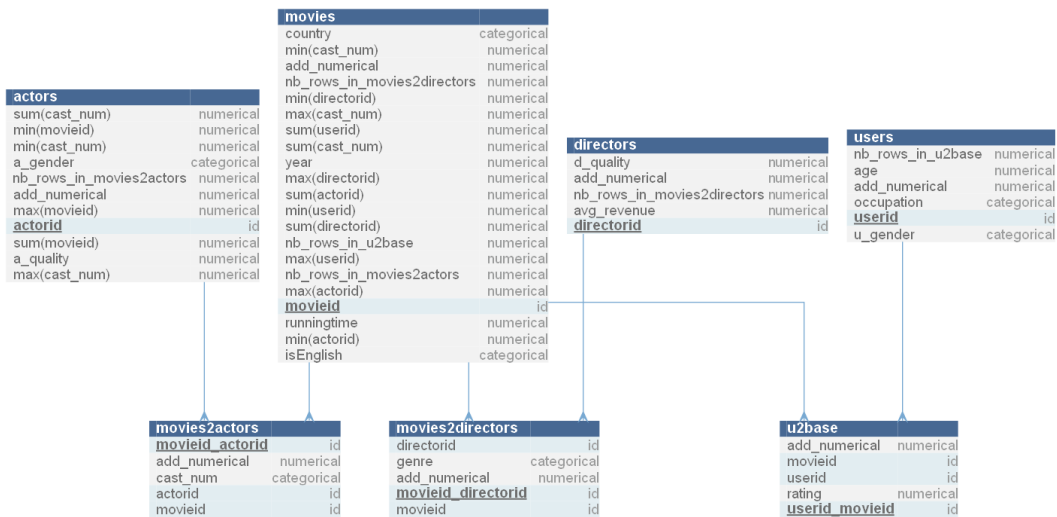 movies
country categorical
min(cast_num) numerical
add_numerical numerical
nb_rows_in_movies2directors numerical
min(directorid) numerical
max(cast_num) numerical
sum(userid) numerical
sum(cast_num) numerical
year numerical
max(directorid) numerical
sum(actorid) numerical
min(userid) numerical
sum(directorid) numerical
nb_rows_in_u2base numerical
max(userid) numerical
nb_rows_in_movies2actors numerical
max(actorid) numerical
movieid id
runningtime numerical
min(actorid) numerical
isEnglish categorical
actors
sum(cast_num) numerical
min(movieid) numerical
min(cast_num) numerical
a_gender categorical
nb_rows_in_movies2actors numerical
add_numerical numerical
max(movieid) numerical
actorid id
sum(movieid) numerical
a_quality numerical
max(cast_num) numerical
directors
d_quality numerical
add_numerical numerical
nb_rows_in_movies2directors numerical
avg_revenue numerical
directorid id
users
nb_rows_in_u2base numerical
age numerical
add_numerical numerical
occupation categorical
userid id
u_gender categorical
movies2actors
movieid_actorid id
add_numerical numerical
cast_num categorical
actorid id
movieid id
movies2directors
directorid id
genre categorical
add_numerical numerical
movieid_directorid id
movieid id
u2base
add_numerical numerical
movieid id
userid id
rating numerical
userid_movieid id